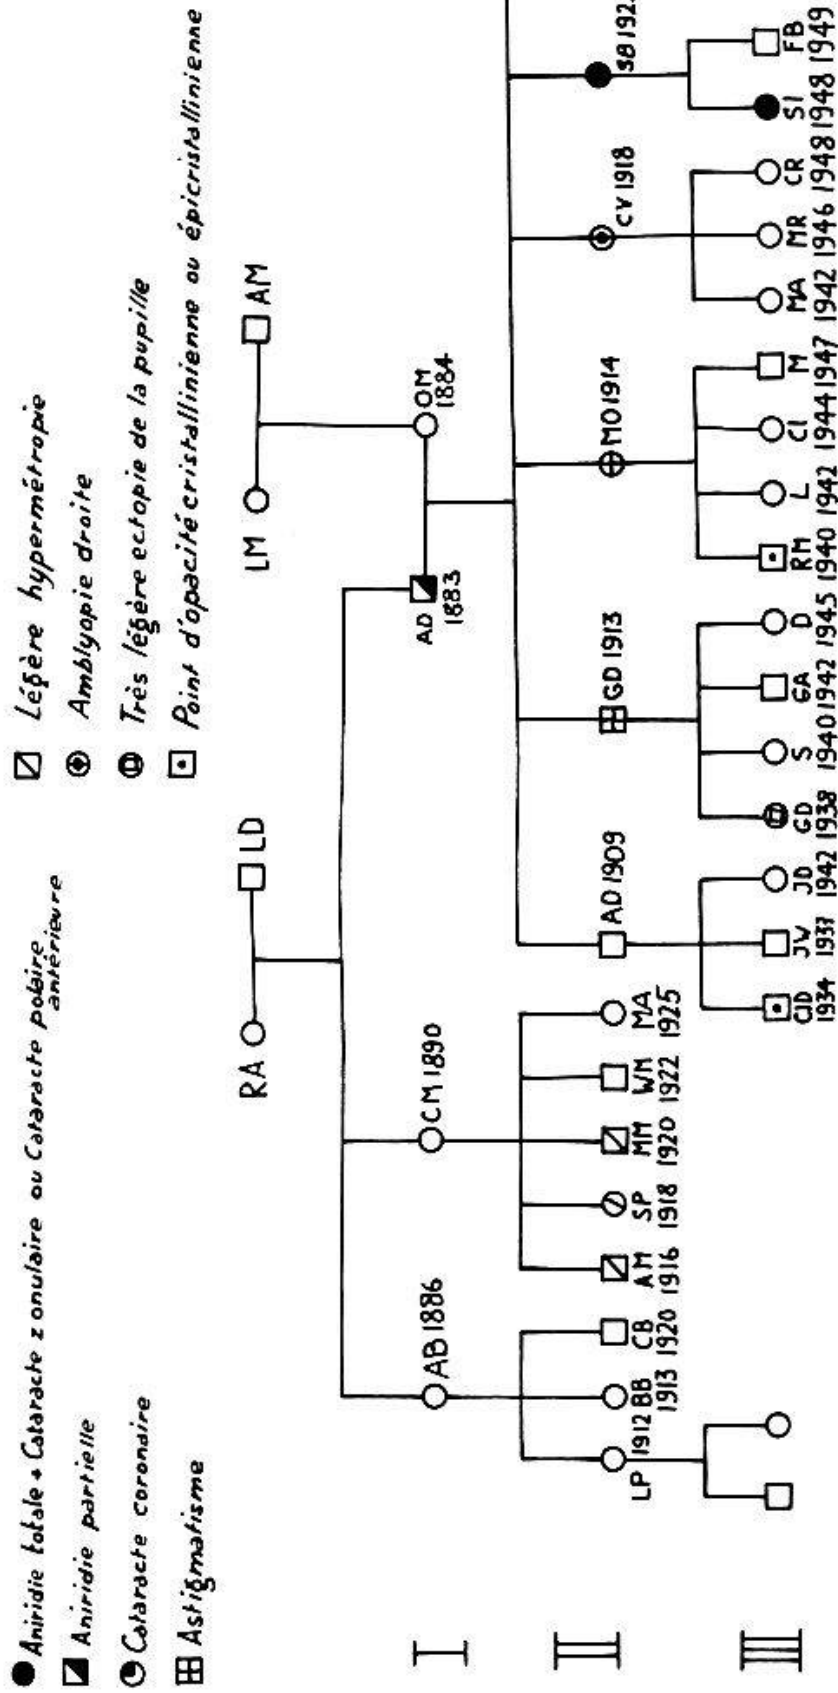 Aniridie totale + Cataracte zonulaire ou Cataracte polaire
antérieure
Aniridie partielle
Cataracte coronaire
Astigmatisme
Légère hypermétropie
Amblyopie droite
Très légère ectopie de la pupille
Point d'opacité cristallinienne ou épicristallinienne
RA LD LM AM
I
AB 1886 CM 1890 AD OM
1883 1884
II
LP 1912 BB CB AM SP MM WM MA AD 1909 GD 1913 MO 1914 CV 1918 SB 192
1913 1920 1916 1918 1920 1922 1925
III
CID JW JD GD S GA D RM L CI M MA MR CR SI FB
1934 1937 1942 1938 1940 1942 1945 1940 1942 1944 1947 1942 1946 1948 1948 1949